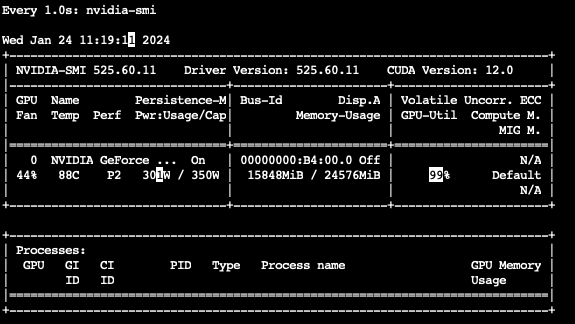 Every 1.0s: nvidia-smi
Wed Jan 24 11:19:11 2024
+-----------------------------------------------------------------------------+
| NVIDIA-SMI 525.60.11    Driver Version: 525.60.11    CUDA Version: 12.0     |
|-------------------------------+----------------------+----------------------+
| GPU  Name        Persistence-M| Bus-Id        Disp.A | Volatile Uncorr. ECC |
| Fan  Temp  Perf  Pwr:Usage/Cap|         Memory-Usage | GPU-Util  Compute M. |
|                               |                      |               MIG M. |
|===============================+======================+======================|
|   0  NVIDIA GeForce ...  On   | 00000000:B4:00.0 Off |                  N/A |
| 44%   88C    P2   301W / 350W |  15848MiB / 24576MiB |     99%      Default |
|                               |                      |                  N/A |
+-------------------------------+----------------------+----------------------+
+-----------------------------------------------------------------------------+
| Processes:                                                                  |
|  GPU   GI   CI        PID   Type   Process name                  GPU Memory |
|        ID   ID                                                   Usage      |
|=============================================================================|
+-----------------------------------------------------------------------------+